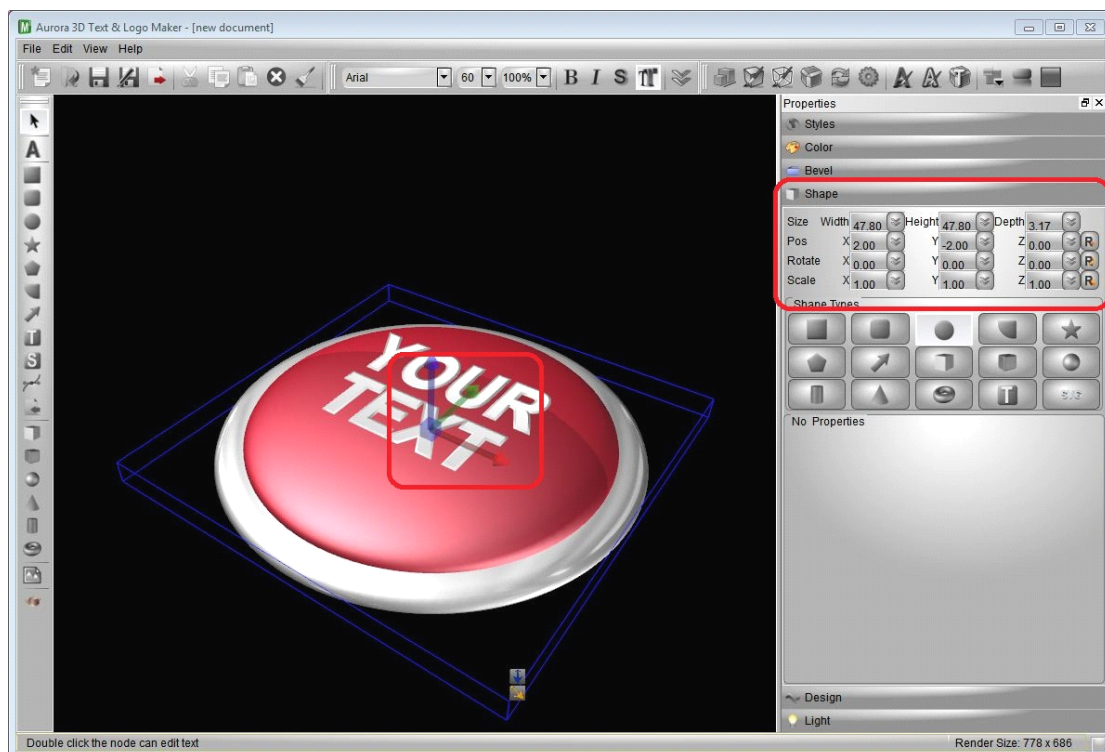 Aurora 3D Text & Logo Maker - [new document]
File Edit View Help
Arial 60 100% B I S T
Properties
Styles
Color
Bevel
Shape
Size Width 47.80 Height 47.80 Depth 3.17
Pos X 2.00 Y -2.00 Z 0.00 R
Rotate X 0.00 Y 0.00 Z 0.00 R
Scale X 1.00 Y 1.00 Z 1.00 R
Shape Types
A
T
S
T
No Properties
YOUR
TEXT
Design
Light
Double click the node can edit text
Render Size: 778 x 686